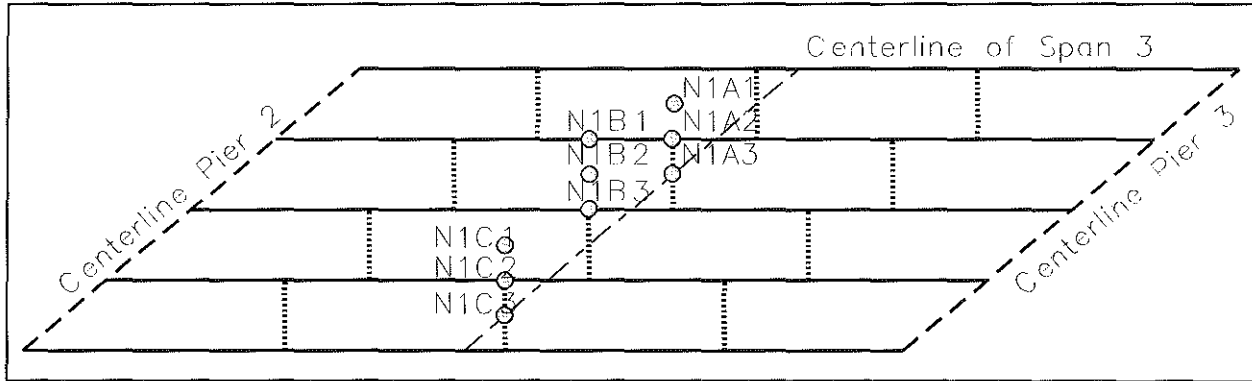 Centerline of Span 3
N1A1
N1B1
N1A2
N1B2
N1A3
N1B3
N1C1
N1C2
N1C3
Centerline Pier 2
Centerline Pier 3